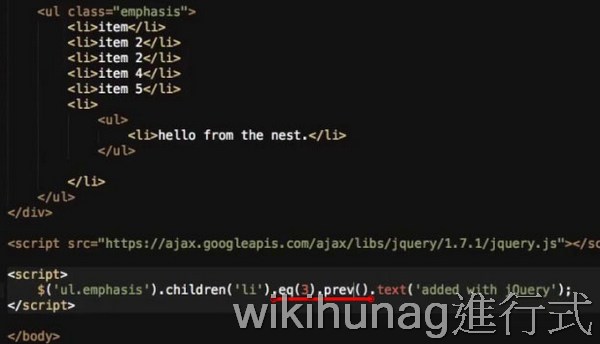 <ul class="emphasis">
<li>item</li>
<li>item 2</li>
<li>item 2</li>
<li>item 4</li>
<li>item 5</li>
<li>
<ul>
<li>hello from the nest.</li>
</ul>
</li>
</ul>
</div>
<script src="https://ajax.googleapis.com/ajax/libs/jquery/1.7.1/jquery.js"></sc
<script>
$('ul.emphasis').children('li').eq(3).prev().text('added with jQuery');
</script>
wikihunag進行式
</body>